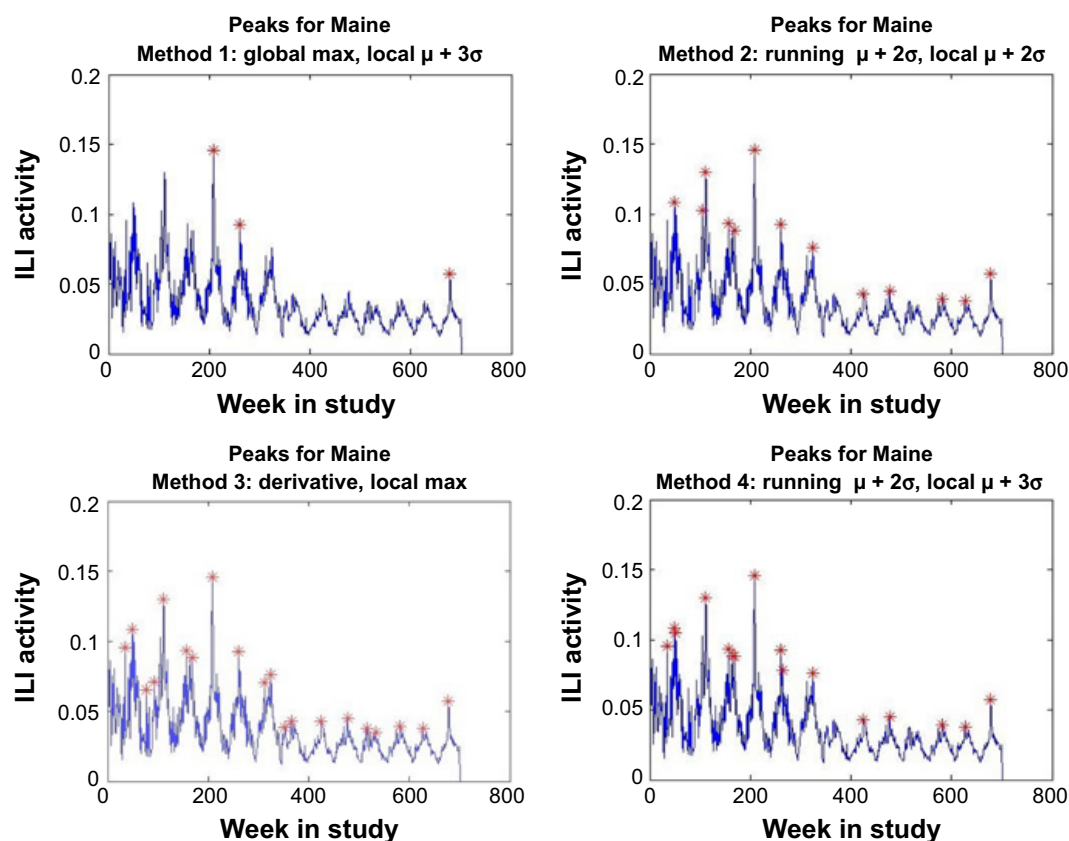 Peaks for Maine
Method 1: global max, local μ + 3σ
0.2
0.15
0.1
0.05
0
ILI activity
0 200 400 600 800
Week in study
Peaks for Maine
Method 2: running μ + 2σ, local μ + 2σ
0.2
0.15
0.1
0.05
0
ILI activity
0 200 400 600 800
Week in study
Peaks for Maine
Method 3: derivative, local max
0.2
0.15
0.1
0.05
0
ILI activity
0 200 400 600 800
Week in study
Peaks for Maine
Method 4: running μ + 2σ, local μ + 3σ
0.2
0.15
0.1
0.05
0
ILI activity
0 200 400 600 800
Week in study